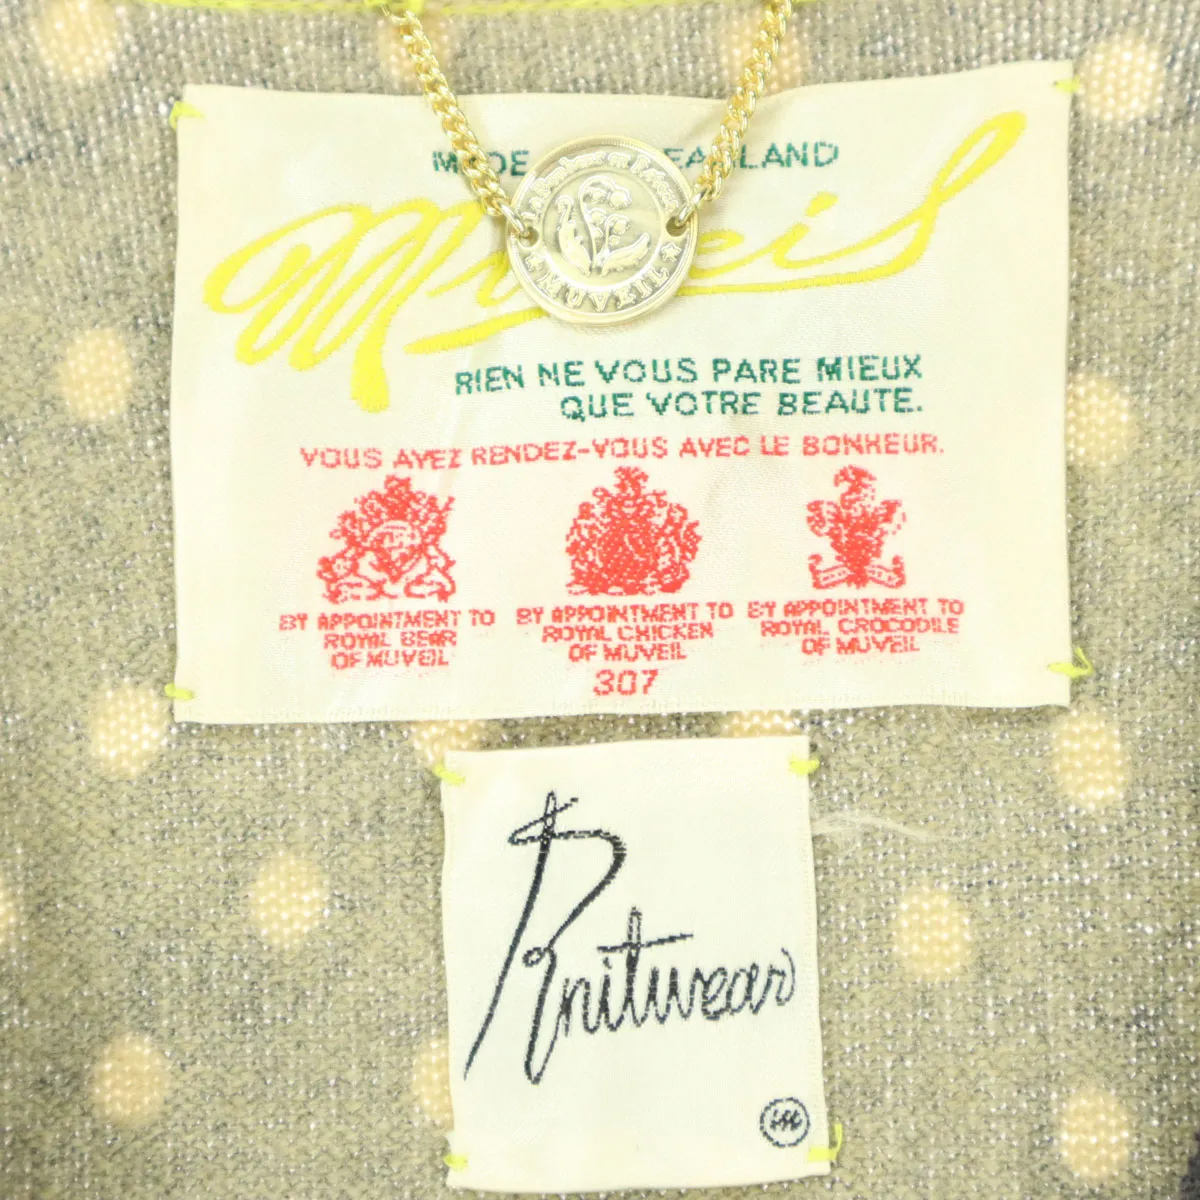 MADE
LAND
Muveil
MUVEIL
RIEN NE VOUS PARE MIEUX
QUE VOTRE BEAUTE.
VOUS AVEZ RENDEZ-VOUS AVEC LE BONHEUR.
BY APPOINTMENT TO
ROYAL BEAR
OF MUVEIL
BY APPOINTMENT TO
ROYAL CHICKEN
OF MUVEIL
BY APPOINTMENT TO
ROYAL CROCODILE
OF MUVEIL
307
Knitwear